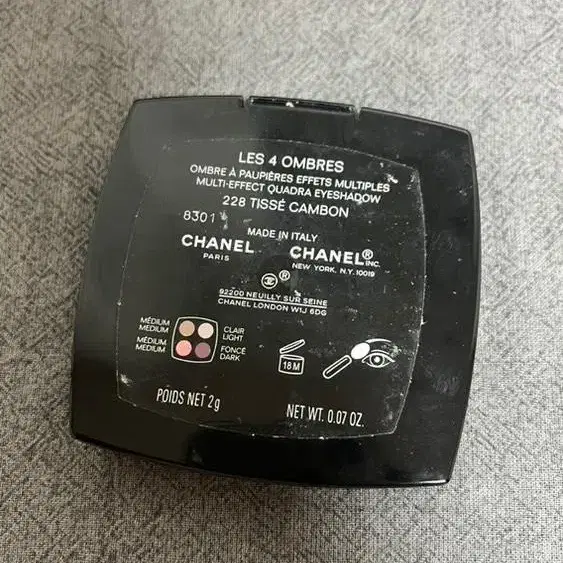 LES 4 OMBRES
OMBRE À PAUPIÈRES EFFETS MULTIPLES
MULTI-EFFECT QUADRA EYESHADOW
228 TISSÉ CAMBON
8301
MADE IN ITALY
CHANEL
PARIS
CHANEL® INC.
NEW YORK, N.Y. 10019
®
92200 NEUILLY SUR SEINE
CHANEL LONDON W1J 6DG
MÉDIUM
MEDIUM
CLAIR
LIGHT
MÉDIUM
MEDIUM
FONCÉ
DARK
18 M
POIDS NET 2g
NET WT. 0.07 OZ.